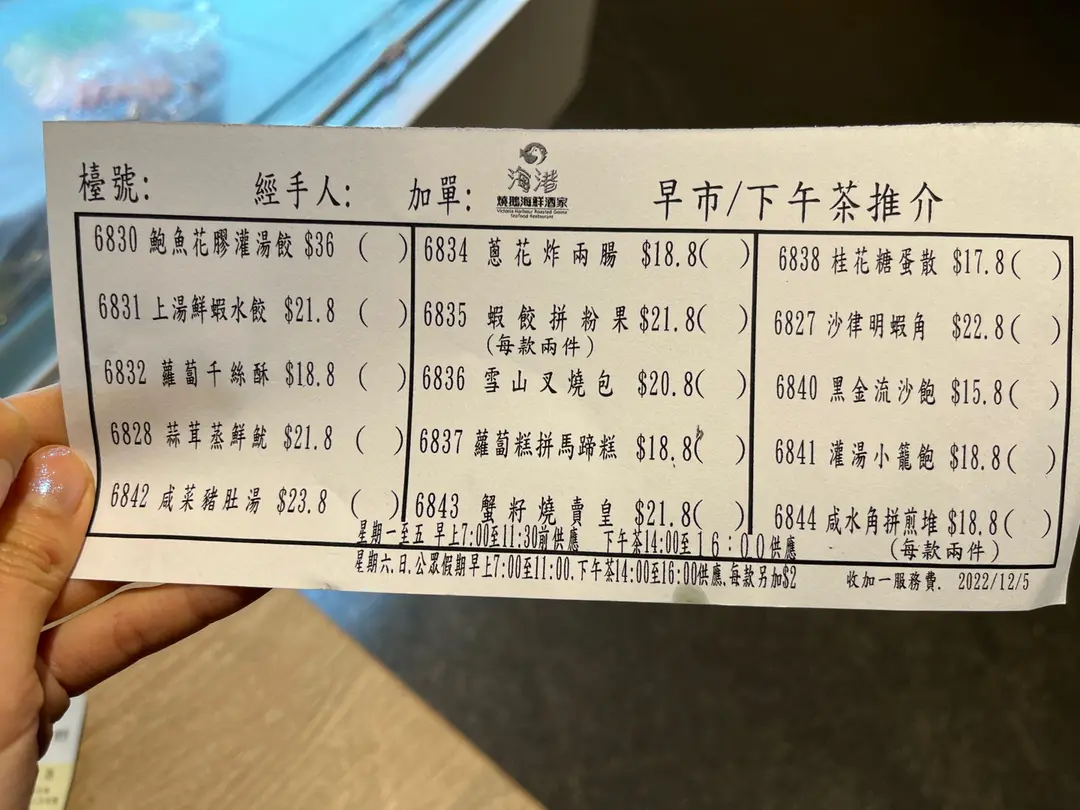 檯號: 經手人: 加單: 海港 早市/下午茶推介
燒鵝海鮮酒家
Victoria Harbour Roasted Goose
Seafood Restaurant
6830 鮑魚花膠灌湯餃 $36 ( )
6831 上湯鮮蝦水餃 $21.8 ( )
6832 蘿蔔千絲酥 $18.8 ( )
6828 蒜茸蒸鮮魷 $21.8 ( )
6842 咸菜豬肚湯 $23.8 ( )
6834 蔥花炸兩腸 $18.8( )
6835 蝦餃拼粉果 $21.8( )
(每款兩件)
6836 雪山叉燒包 $20.8( )
6837 蘿蔔糕拼馬蹄糕 $18.8( )
6843 蟹籽燒賣皇 $21.8( )
6838 桂花糖蛋散 $17.8( )
6827 沙律明蝦角 $22.8( )
6840 黑金流沙飽 $15.8( )
6841 灌湯小籠飽 $18.8( )
6844 咸水角拼煎堆 $18.8( )
(每款兩件)
星期一至五 早上7:00至11:30前供應 下午茶14:00至16:00供應
星期六.日.公眾假期早上7:00至11:00.下午茶14:00至16:00供應.每款另加$2 收加一服務費. 2022/12/5